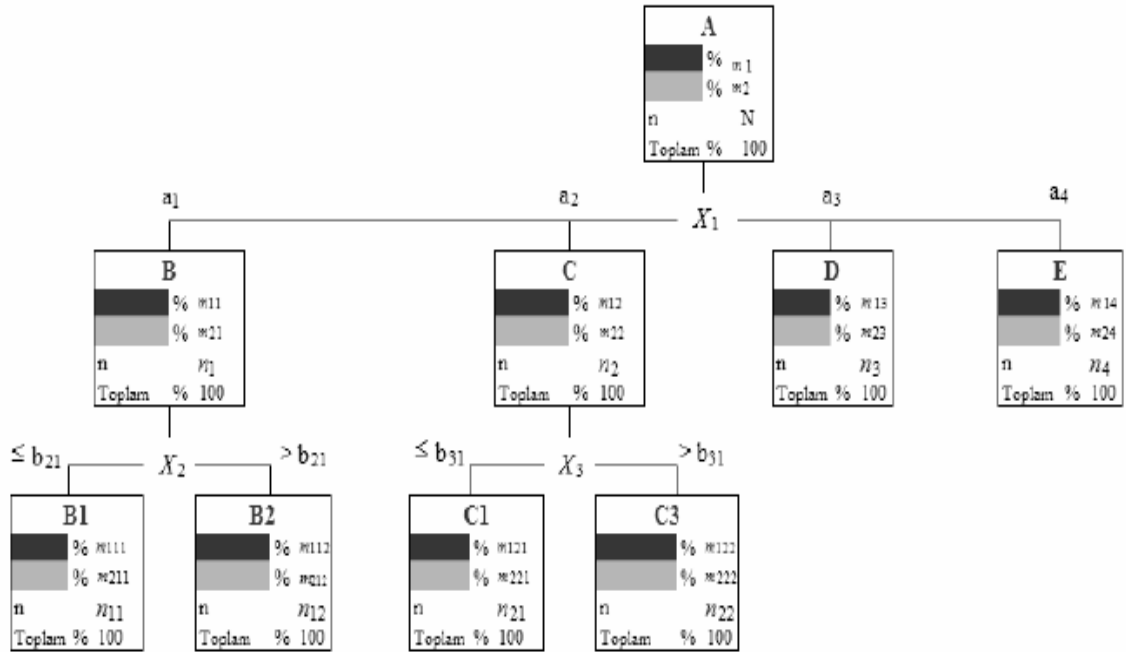 A
% m1
% m2
n N
Toplam % 100
a1 a2 X1 a3 a4
B
% m11
% m21
n n1
Toplam % 100
C
% m12
% m22
n n2
Toplam % 100
D
% m13
% m23
n n3
Toplam % 100
E
% m14
% m24
n n4
Toplam % 100
≤ b21 X2 > b21
≤ b31 X3 > b31
B1
% m111
% m211
n n11
Toplam % 100
B2
% m112
% m212
n n12
Toplam % 100
C1
% m121
% m221
n n21
Toplam % 100
C3
% m122
% m222
n n22
Toplam % 100